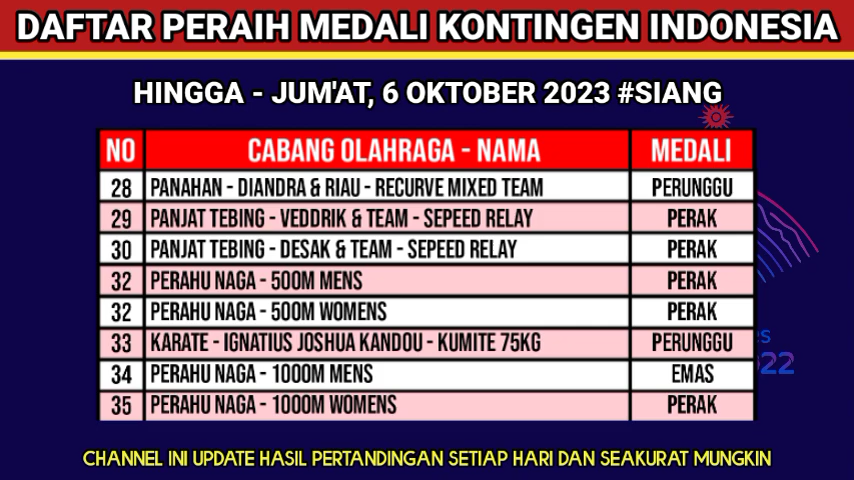 DAFTAR PERAIH MEDALI KONTINGEN INDONESIA
HINGGA - JUM'AT, 6 OKTOBER 2023 #SIANG
NO CABANG OLAHRAGA - NAMA MEDALI
28 PANAHAN - DIANDRA & RIAU - RECURVE MIXED TEAM PERUNGGU
29 PANJAT TEBING - VEDDRIK & TEAM - SEPEED RELAY PERAK
30 PANJAT TEBING - DESAK & TEAM - SEPEED RELAY PERAK
32 PERAHU NAGA - 500M MENS PERAK
32 PERAHU NAGA - 500M WOMENS PERAK
33 KARATE - IGNATIUS JOSHUA KANDOU - KUMITE 75KG PERUNGGU
34 PERAHU NAGA - 1000M MENS EMAS
35 PERAHU NAGA - 1000M WOMENS PERAK
CHANNEL INI UPDATE HASIL PERTANDINGAN SETIAP HARI DAN SEAKURAT MUNGKIN